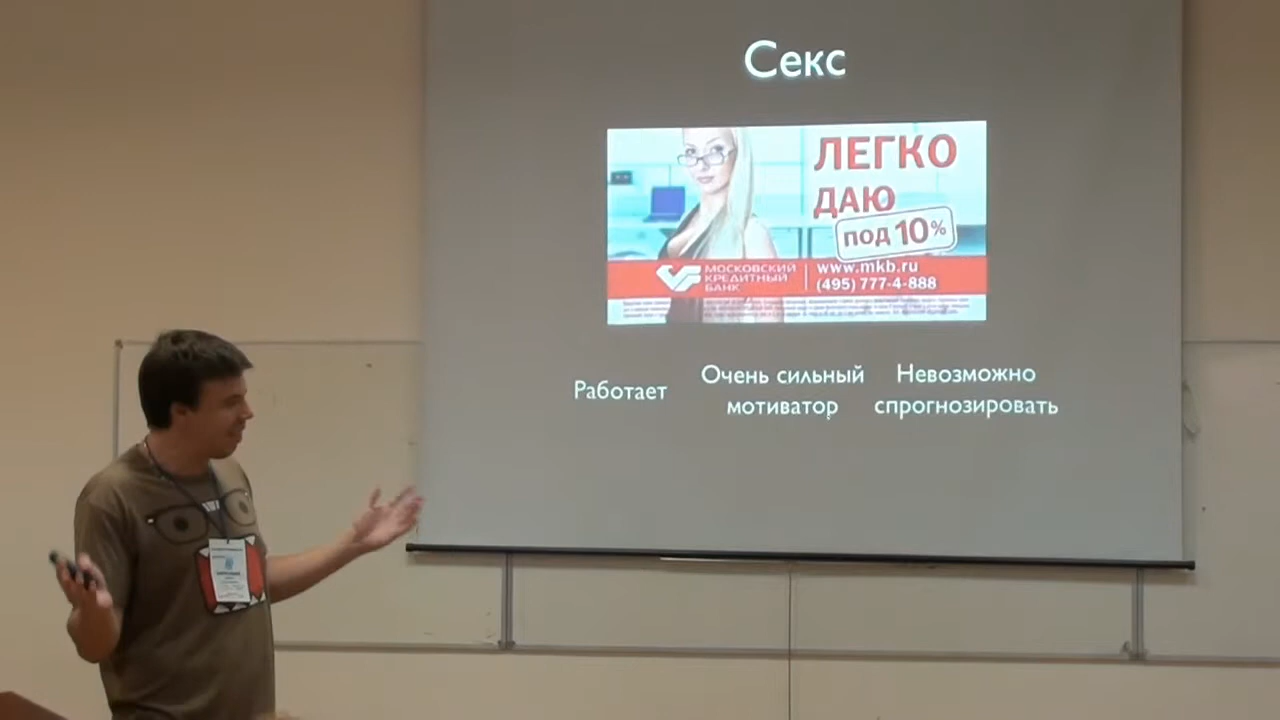 Секс
ЛЕГКО
ДАЮ
под 10%
МОСКОВСКИЙ
КРЕДИТНЫЙ
БАНК
www.mkb.ru
(495) 777-4-888
Работает
Очень сильный
мотиватор
Невозможно
спрогнозировать